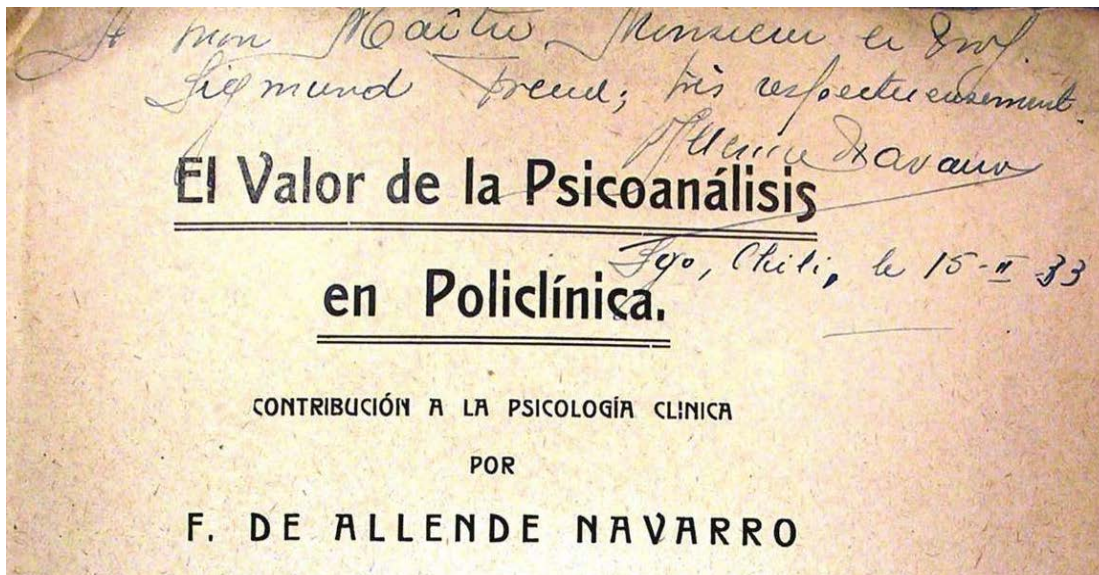 A mon Maître Monsieur le Prof.
Sigmund Freud; très respectueusement.
Allende Navarro
El Valor de la Psicoanálisis
Sgo, Chili, le 15-II-33
en Policlínica.
CONTRIBUCIÓN A LA PSICOLOGÍA CLINICA
POR
F. DE ALLENDE NAVARRO